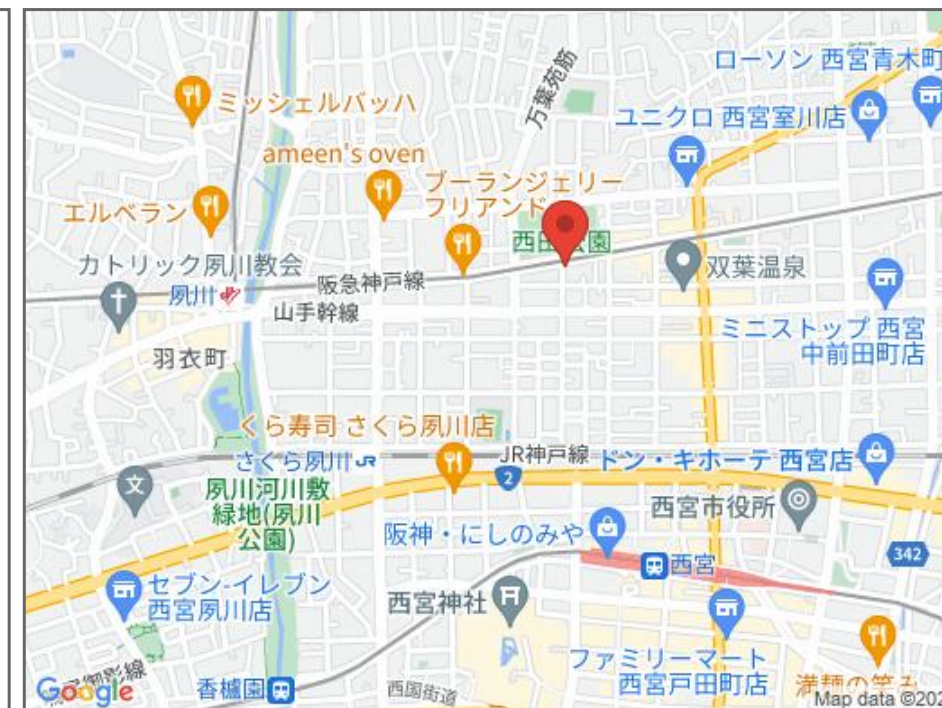 ローソン 西宮青木町
万葉苑筋
ミッシェルバッハ
ユニクロ 西宮室川店
ameen's oven
ブーランジェリー
フリアンド
エルベラン
カトリック夙川教会
双葉温泉
阪急神戸線
夙川
山手幹線
ミニストップ 西宮
中前田町店
羽衣町
くら寿司 さくら夙川店
JR神戸線
ドン・キホーテ 西宮店
さくら夙川
JR
2
夙川河川敷
緑地(夙川
公園)
西宮市役所
文
阪神・にしのみや
342
西宮
セブン-イレブン
西宮夙川店
西宮神社
ファミリーマート
西宮戸田町店
Google
香櫨園
西国街道
Map data ©202